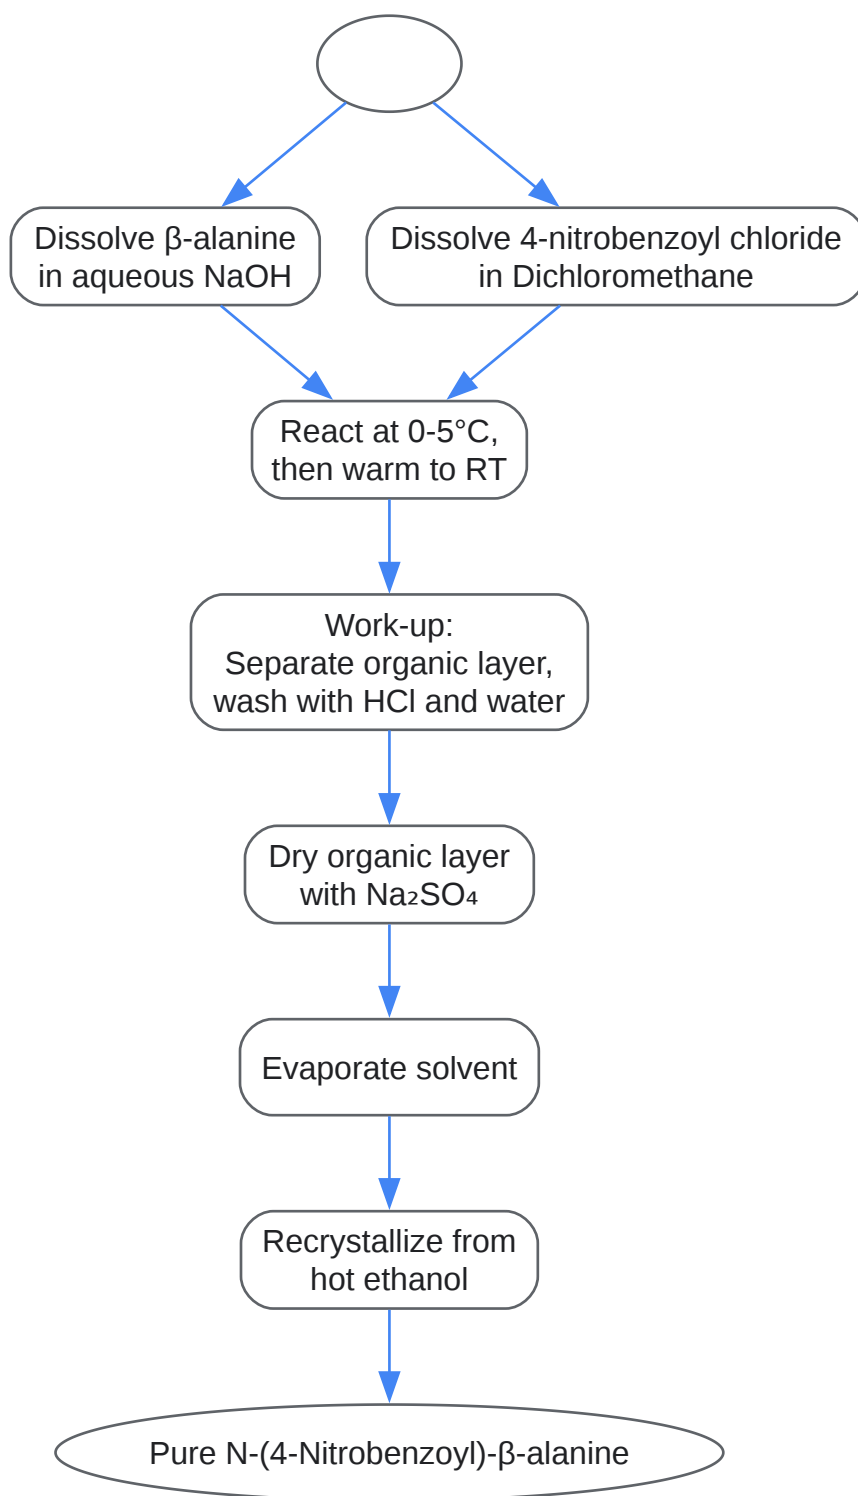 Dissolve β-alanine
in aqueous NaOH
Dissolve 4-nitrobenzoyl chloride
in Dichloromethane
React at 0-5°C,
then warm to RT
Work-up:
Separate organic layer,
wash with HCl and water
Dry organic layer
with Na₂SO₄
Evaporate solvent
Recrystallize from
hot ethanol
Pure N-(4-Nitrobenzoyl)-β-alanine